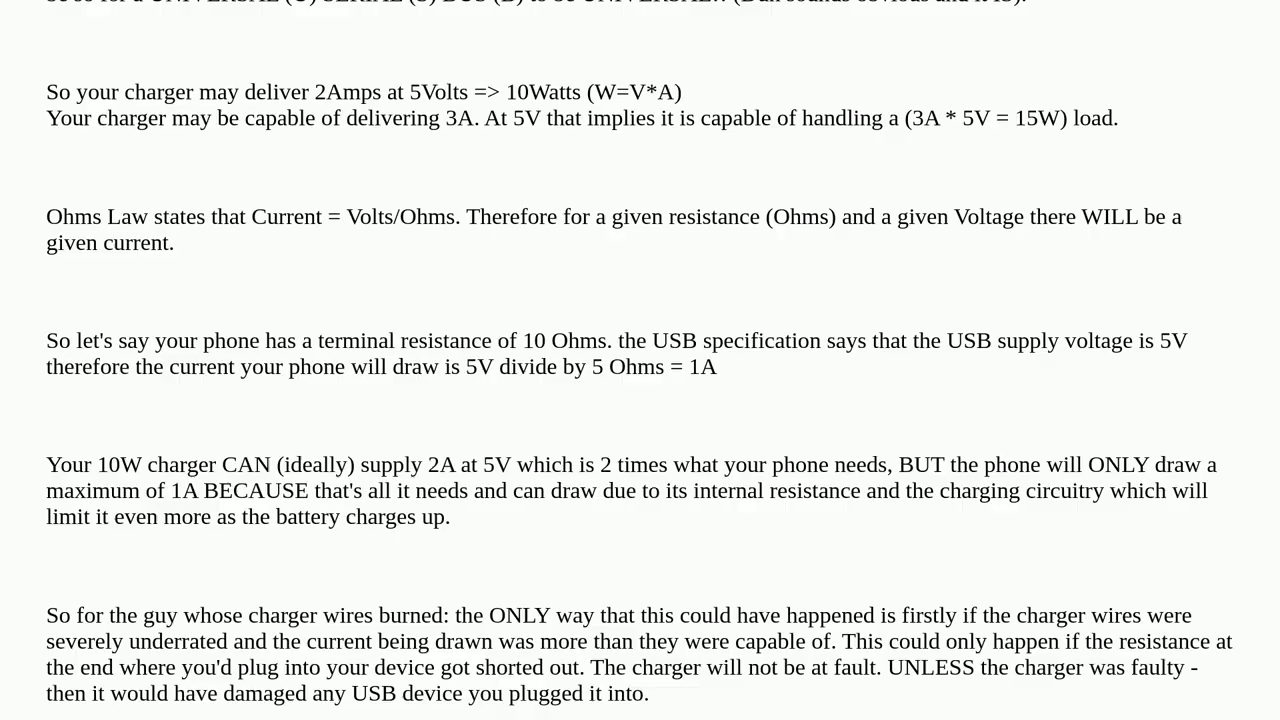 So your charger may deliver 2Amps at 5Volts => 10Watts (W=V*A)
Your charger may be capable of delivering 3A. At 5V that implies it is capable of handling a (3A * 5V = 15W) load.
Ohms Law states that Current = Volts/Ohms. Therefore for a given resistance (Ohms) and a given Voltage there WILL be a
given current.
So let's say your phone has a terminal resistance of 10 Ohms. the USB specification says that the USB supply voltage is 5V
therefore the current your phone will draw is 5V divide by 5 Ohms = 1A
Your 10W charger CAN (ideally) supply 2A at 5V which is 2 times what your phone needs, BUT the phone will ONLY draw a
maximum of 1A BECAUSE that's all it needs and can draw due to its internal resistance and the charging circuitry which will
limit it even more as the battery charges up.
So for the guy whose charger wires burned: the ONLY way that this could have happened is firstly if the charger wires were
severely underrated and the current being drawn was more than they were capable of. This could only happen if the resistance at
the end where you'd plug into your device got shorted out. The charger will not be at fault. UNLESS the charger was faulty -
then it would have damaged any USB device you plugged it into.